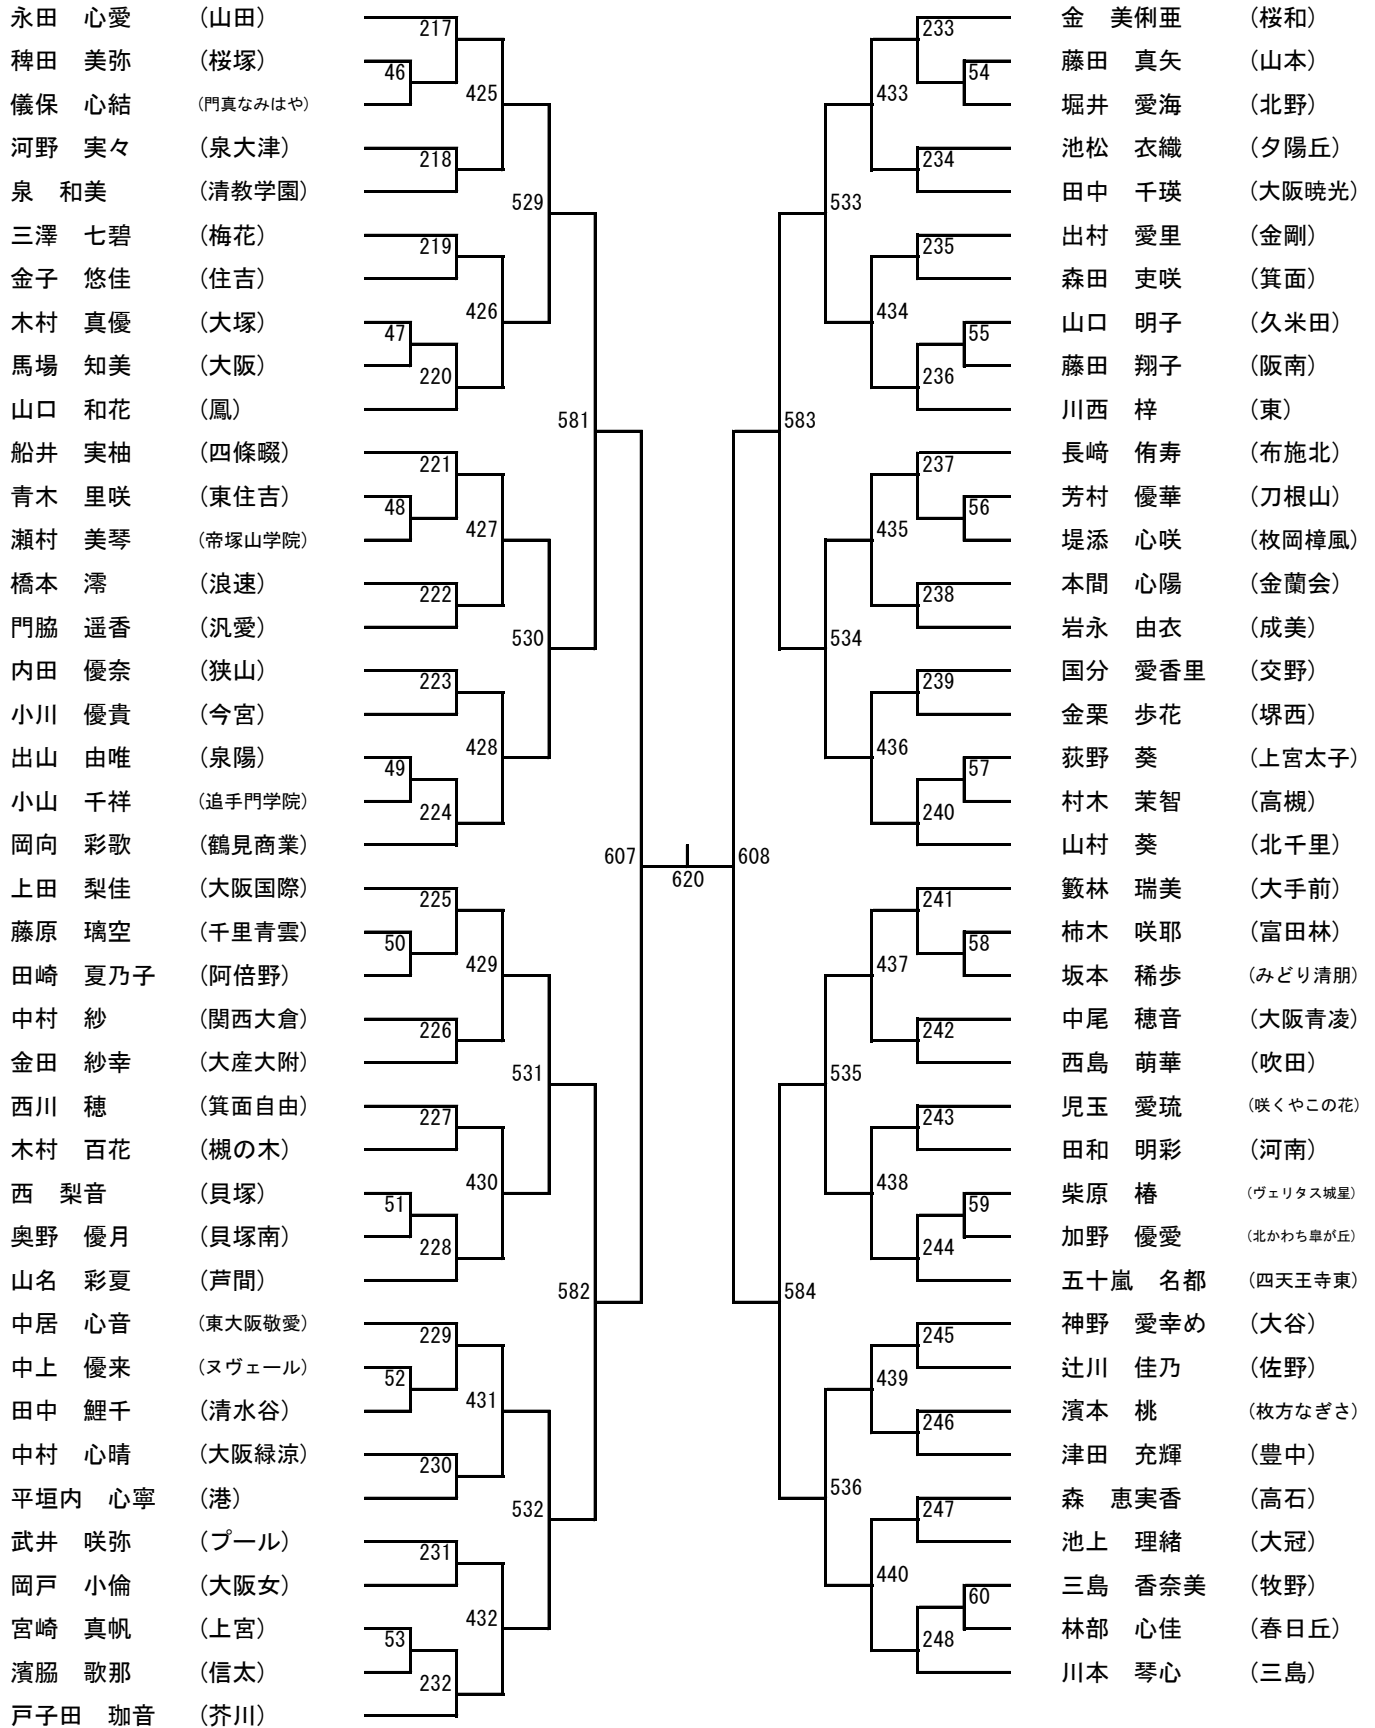 永田　心愛　（山田）
稗田　美弥　（桜塚）
儀保　心結　（門真なみはや）
河野　実々　（泉大津）
泉　和美　（清教学園）
三澤　七碧　（梅花）
金子　悠佳　（住吉）
木村　真優　（大塚）
馬場　知美　（大阪）
山口　和花　（鳳）
船井　実柚　（四條畷）
青木　里咲　（東住吉）
瀬村　美琴　（帝塚山学院）
橋本　澪　（浪速）
門脇　遥香　（汎愛）
内田　優奈　（狭山）
小川　優貴　（今宮）
出山　由唯　（泉陽）
小山　千祥　（追手門学院）
岡向　彩歌　（鶴見商業）
上田　梨佳　（大阪国際）
藤原　璃空　（千里青雲）
田崎　夏乃子　（阿倍野）
中村　紗　（関西大倉）
金田　紗幸　（大産大附）
西川　穂　（箕面自由）
木村　百花　（槻の木）
西　梨音　（貝塚）
奥野　優月　（貝塚南）
山名　彩夏　（芦間）
中居　心音　（東大阪敬愛）
中上　優来　（ヌヴェール）
田中　鯉千　（清水谷）
中村　心晴　（大阪緑涼）
平垣内　心寧　（港）
武井　咲弥　（プール）
岡戸　小倫　（大阪女）
宮崎　真帆　（上宮）
濱脇　歌那　（信太）
戸子田　珈音　（芥川）
46
47
48
49
50
51
52
53
217
218
219
220
221
222
223
224
225
226
227
228
229
230
231
232
425
426
427
428
429
430
431
432
529
530
531
532
581
582
607
620
608
583
584
533
534
535
536
433
434
435
436
437
438
439
440
233
234
235
236
237
238
239
240
241
242
243
244
245
246
247
248
54
55
56
57
58
59
60
金　美俐亜　（桜和）
藤田　真矢　（山本）
堀井　愛海　（北野）
池松　衣織　（夕陽丘）
田中　千瑛　（大阪暁光）
出村　愛里　（金剛）
森田　吏咲　（箕面）
山口　明子　（久米田）
藤田　翔子　（阪南）
川西　梓　（東）
長﨑　侑寿　（布施北）
芳村　優華　（刀根山）
堤添　心咲　（枚岡樟風）
本間　心陽　（金蘭会）
岩永　由衣　（成美）
国分　愛香里　（交野）
金栗　歩花　（堺西）
荻野　葵　（上宮太子）
村木　茉智　（高槻）
山村　葵　（北千里）
籔林　瑞美　（大手前）
柿木　咲耶　（富田林）
坂本　稀歩　（みどり清朋）
中尾　穂音　（大阪青凌）
西島　萌華　（吹田）
児玉　愛琉　（咲くやこの花）
田和　明彩　（河南）
柴原　椿　（ヴェリタス城星）
加野　優愛　（北かわち皐が丘）
五十嵐　名都　（四天王寺東）
神野　愛幸め　（大谷）
辻川　佳乃　（佐野）
濱本　桃　（枚方なぎさ）
津田　充輝　（豊中）
森　恵実香　（高石）
池上　理緒　（大冠）
三島　香奈美　（牧野）
林部　心佳　（春日丘）
川本　琴心　（三島）